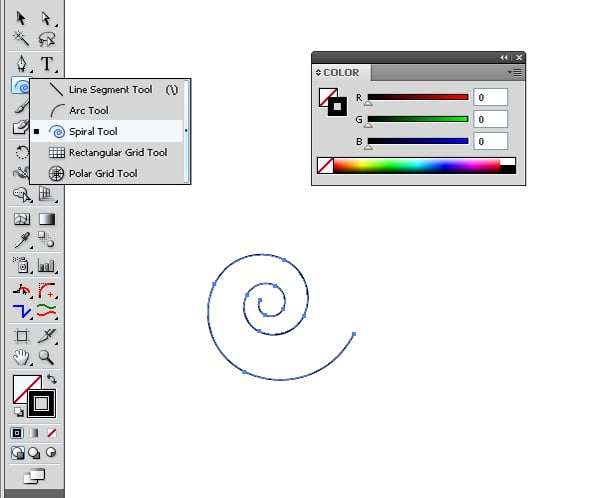 Line Segment Tool (\)
Arc Tool
Spiral Tool
Rectangular Grid Tool
Polar Grid Tool
COLOR
R 0
G 0
B 0